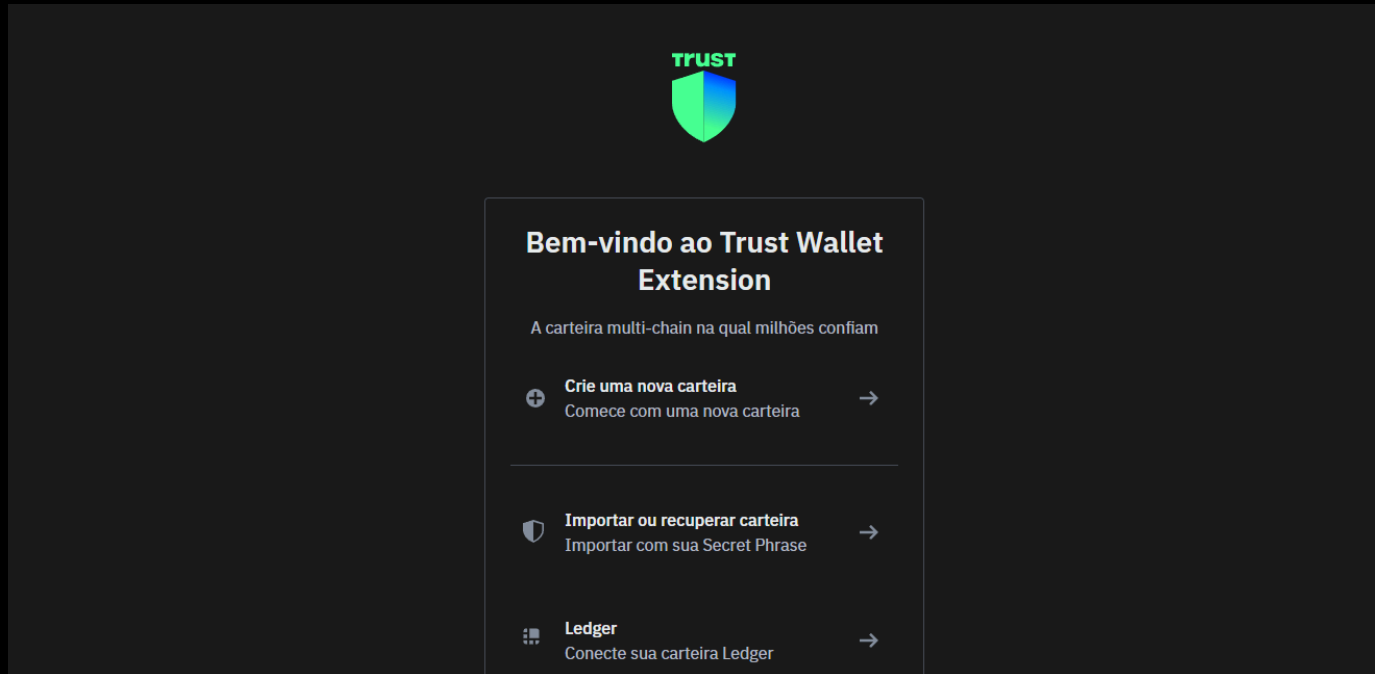 TRUST
Bem-vindo ao Trust Wallet
Extension
A carteira multi-chain na qual milhões confiam
Crie uma nova carteira
Comece com uma nova carteira
Importar ou recuperar carteira
Importar com sua Secret Phrase
Ledger
Conecte sua carteira Ledger